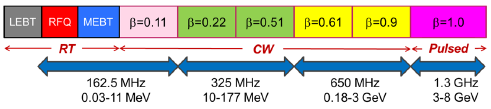 LEBT RFQ MEBT β=0.11 β=0.22 β=0.51 β=0.61 β=0.9 β=1.0
RT CW Pulsed
162.5 MHz 325 MHz 650 MHz 1.3 GHz
0.03-11 MeV 10-177 MeV 0.18-3 GeV 3-8 GeV